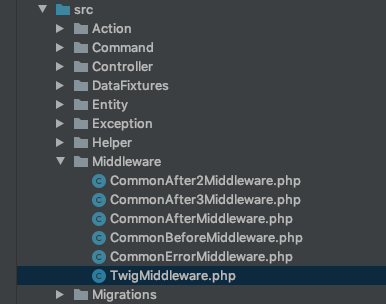 src
Action
Command
Controller
DataFixtures
Entity
Exception
Helper
Middleware
CommonAfter2Middleware.php
CommonAfter3Middleware.php
CommonAfterMiddleware.php
CommonBeforeMiddleware.php
CommonErrorMiddleware.php
TwigMiddleware.php
Migrations